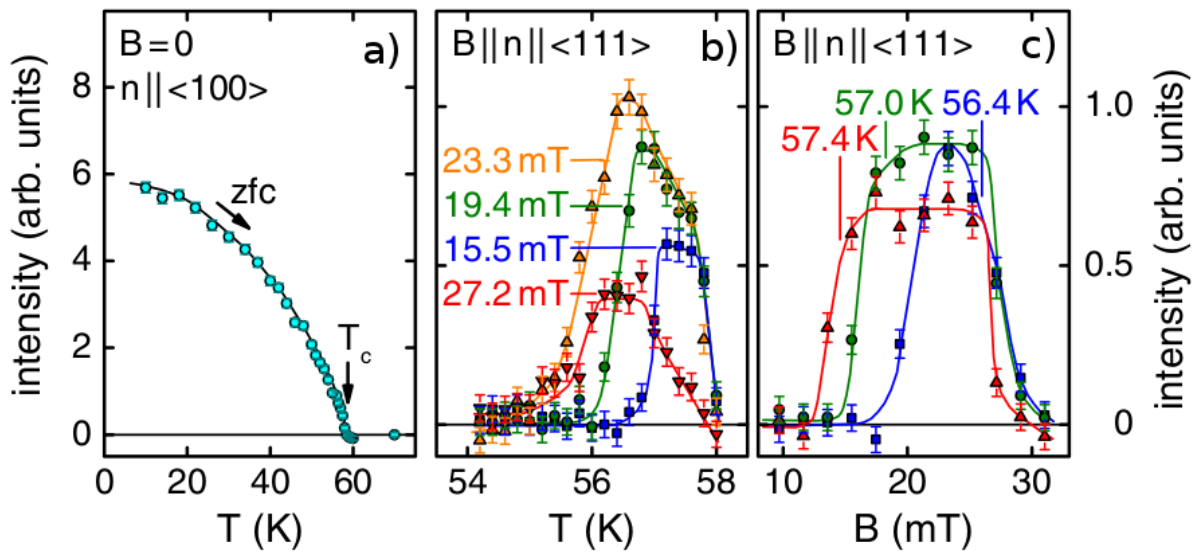 intensity (arb. units)
8
6
4
2
0
B=0
n||<100>
a)
zfc
Tc
0 20 40 60
T (K)
B||n||<111>
b)
23.3 mT
19.4 mT
15.5 mT
27.2 mT
54 56 58
T (K)
B||n||<111>
c)
57.0 K 56.4 K
57.4 K
10 20 30
B (mT)
1.0
0.5
0
intensity (arb. units)